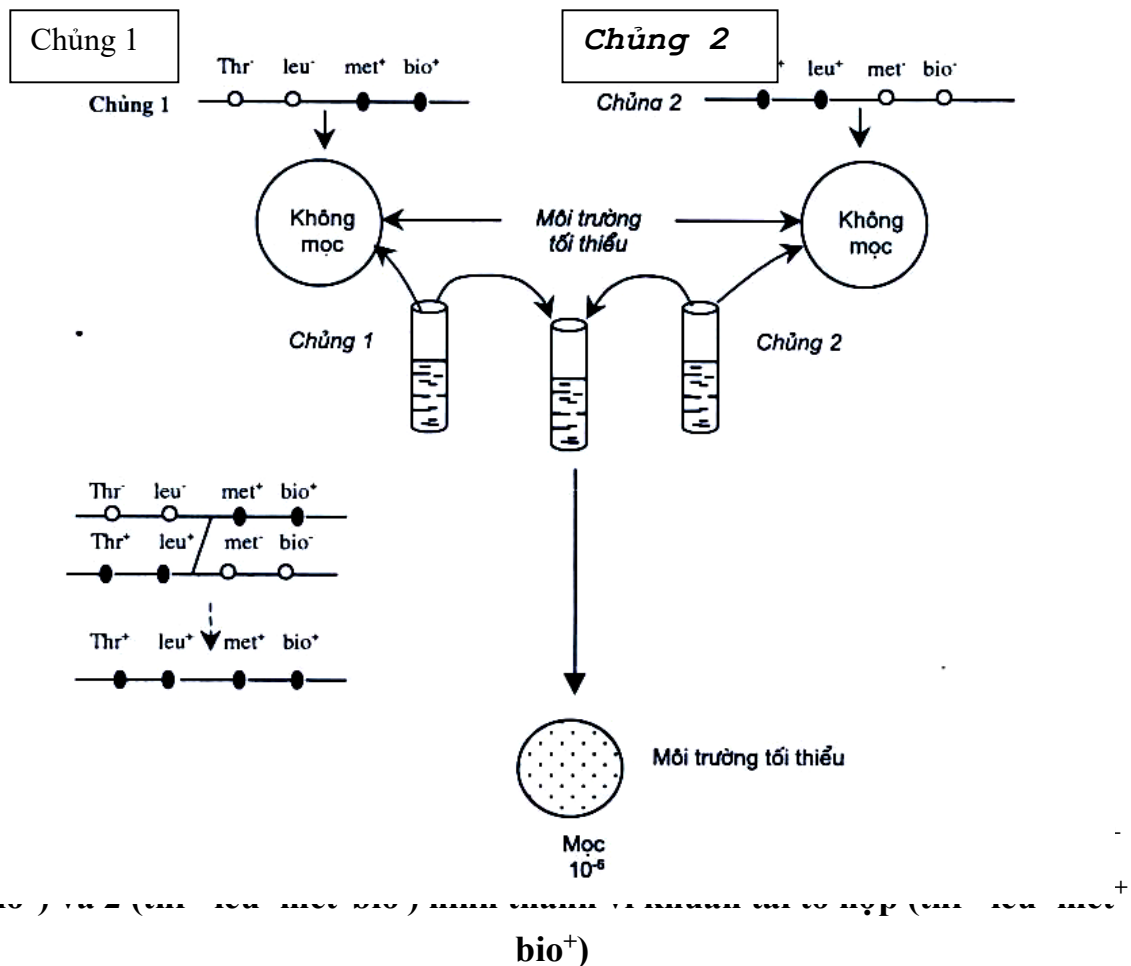 Chủng 1
Chủng 2
Thr⁻ leu⁻ met⁺ bio⁺
⁺ leu⁺ met⁻ bio⁻
Chủng 1
Chủna 2
Không mọc
Môi trường tối thiểu
Không mọc
Chủng 1
Chủng 2
Thr⁻ leu⁻ met⁺ bio⁺
Thr⁺ leu⁺ met⁻ bio⁻
Thr⁺ leu⁺ met⁺ bio⁺
Môi trường tối thiểu
Mọc
10⁻⁶
-
+
bio⁺)